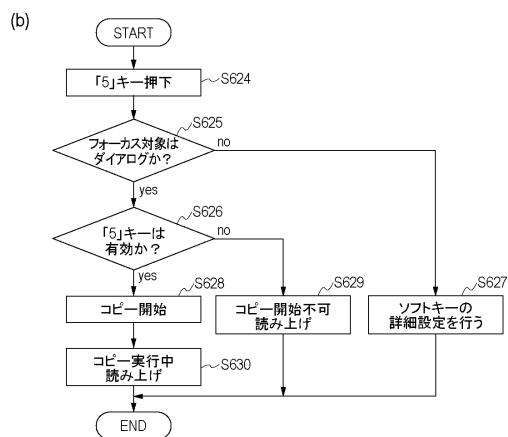 (b)
START
「5」キー押下
S624
フォーカス対象は
ダイアログか？
S625
no
yes
「5」キーは
有効か？
S626
no
yes
コピー開始
S628
コピー開始不可
読み上げ
S629
ソフトキーの
詳細設定を行う
S627
コピー実行中
読み上げ
S630
END